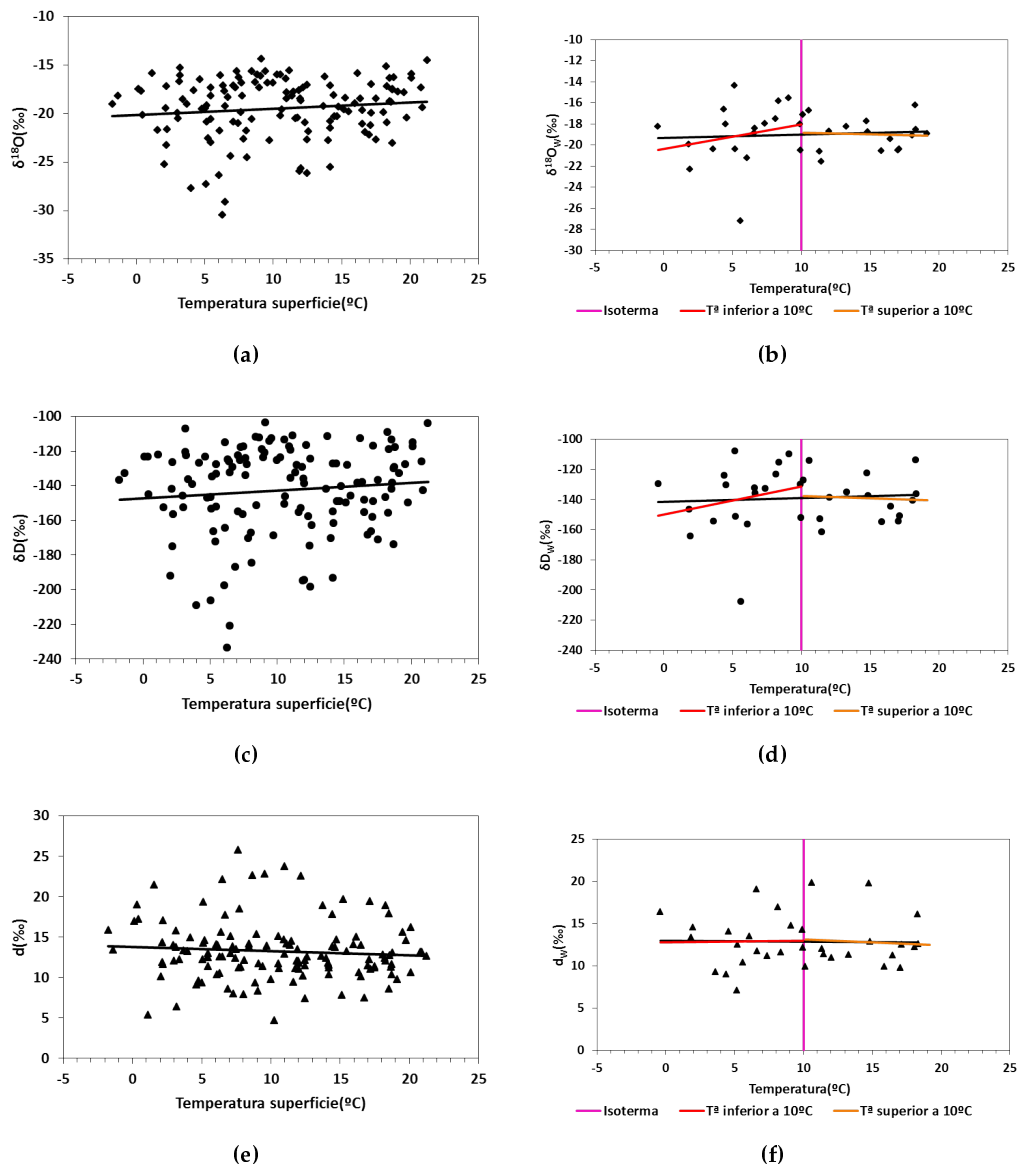 -10
-15
-20
-25
-30
-35
-5 0 5 10 15 20 25
δ¹⁸O(‰)
Temperatura superficie(ºC)
(a)
-10
-12
-14
-16
-18
-20
-22
-24
-26
-28
-30
-5 0 5 10 15 20 25
δ¹⁸Ow(‰)
Temperatura(ºC)
Isoterma Tª inferior a 10ºC Tª superior a 10ºC
(b)
-100
-120
-140
-160
-180
-200
-220
-240
-5 0 5 10 15 20 25
δD(‰)
Temperatura superficie(ºC)
(c)
-100
-120
-140
-160
-180
-200
-220
-240
-5 0 5 10 15 20 25
δDw(‰)
Temperatura(ºC)
Isoterma Tª inferior a 10ºC Tª superior a 10ºC
(d)
30
25
20
15
10
5
0
-5 0 5 10 15 20 25
d(‰)
Temperatura superficie(ºC)
(e)
25
20
15
10
5
0
-5 0 5 10 15 20 25
dw(‰)
Temperatura(ºC)
Isoterma Tª inferior a 10ºC Tª superior a 10ºC
(f)